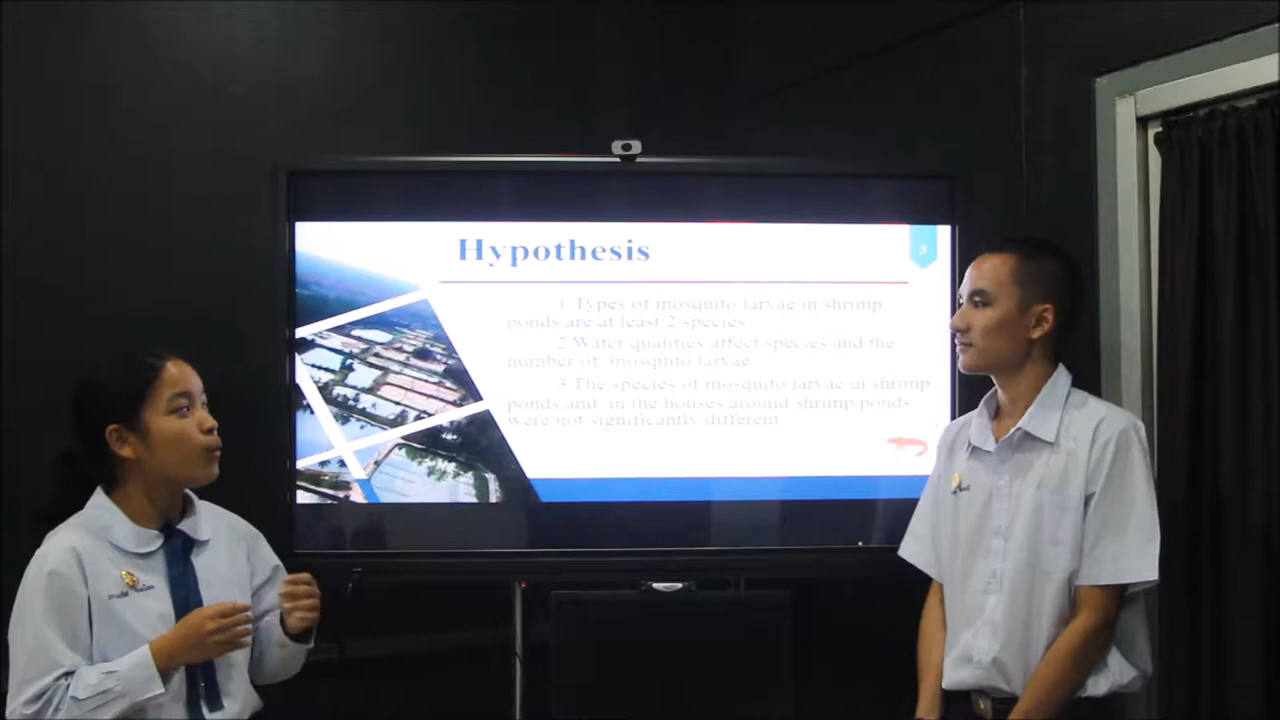 Hypothesis
1 Types of mosquito larvae in shrimp
ponds are at least 2 species
2 Water qualities affect species and the
number of mosquito larvae
3 The species of mosquito larvae in shrimp
ponds and in the houses around shrimp ponds
were not significantly different